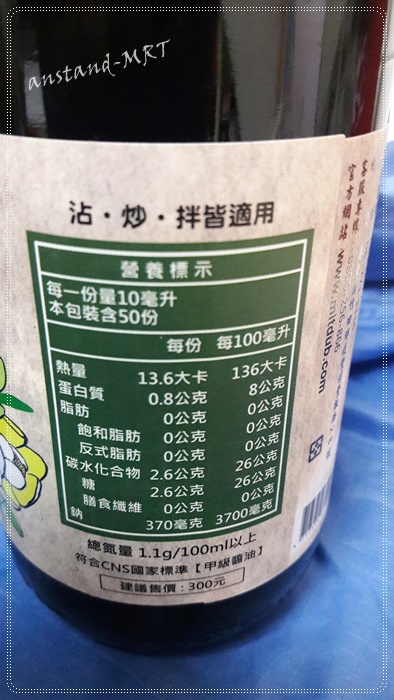 anstand-MRT
沾・炒・拌皆適用
營養標示
每一份量10毫升
本包裝含50份
每份 每100毫升
熱量 13.6大卡 136大卡
蛋白質 0.8公克 8公克
脂肪 0公克 0公克
飽和脂肪 0公克 0公克
反式脂肪 0公克 0公克
碳水化合物 2.6公克 26公克
糖 2.6公克 26公克
膳食纖維 0公克 0公克
鈉 370毫克 3700毫克
總氮量 1.1g/100ml以上
符合CNS國家標準【甲級醬油】
建議售價：300元
客服專線
官方網站